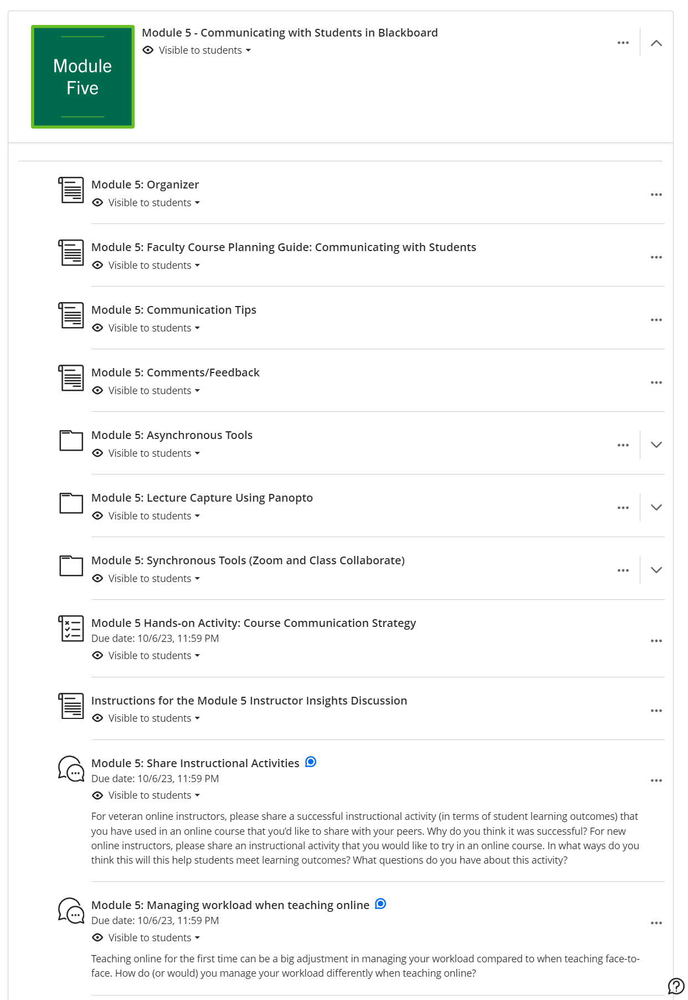 Module
Five
Module 5 - Communicating with Students in Blackboard
Visible to students
Module 5: Organizer
Visible to students
Module 5: Faculty Course Planning Guide: Communicating with Students
Visible to students
Module 5: Communication Tips
Visible to students
Module 5: Comments/Feedback
Visible to students
Module 5: Asynchronous Tools
Visible to students
Module 5: Lecture Capture Using Panopto
Visible to students
Module 5: Synchronous Tools (Zoom and Class Collaborate)
Visible to students
Module 5 Hands-on Activity: Course Communication Strategy
Due date: 10/6/23, 11:59 PM
Visible to students
Instructions for the Module 5 Instructor Insights Discussion
Visible to students
Module 5: Share Instructional Activities
Due date: 10/6/23, 11:59 PM
Visible to students
For veteran online instructors, please share a successful instructional activity (in terms of student learning outcomes) that
you have used in an online course that you’d like to share with your peers. Why do you think it was successful? For new
online instructors, please share an instructional activity that you would like to try in an online course. In what ways do you
think this will this help students meet learning outcomes? What questions do you have about this activity?
Module 5: Managing workload when teaching online
Due date: 10/6/23, 11:59 PM
Visible to students
Teaching online for the first time can be a big adjustment in managing your workload compared to when teaching face-to-
face. How do (or would) you manage your workload differently when teaching online?